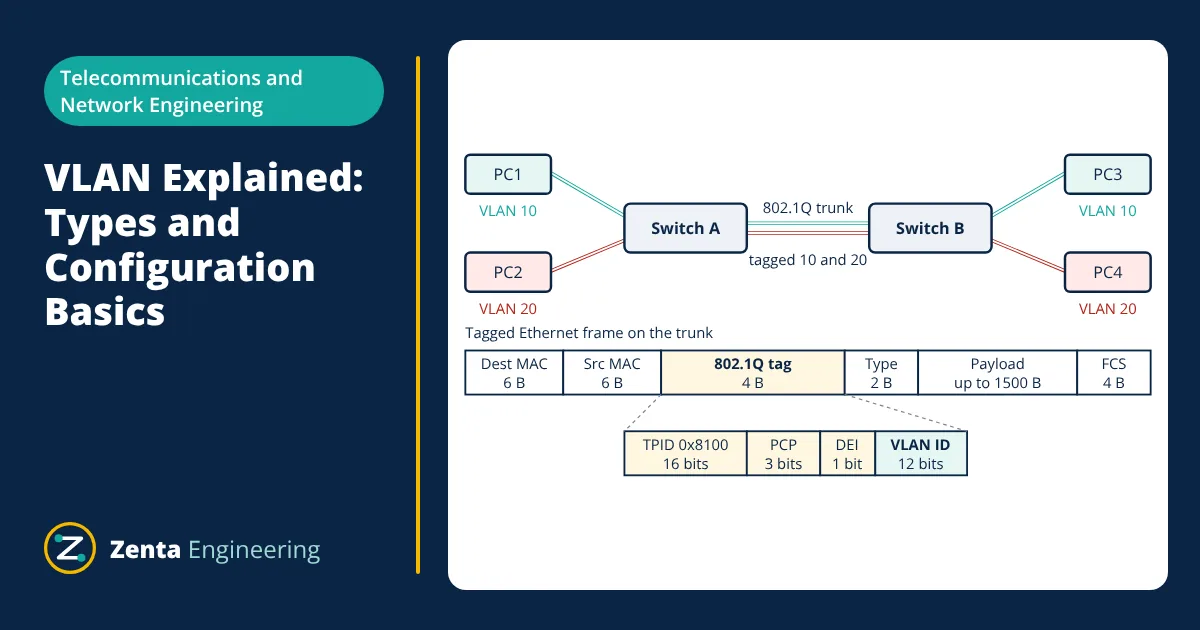 Telecommunications and
Network Engineering
VLAN Explained:
Types and
Configuration
Basics
Zenta Engineering
PC1
VLAN 10
PC2
VLAN 20
Switch A
802.1Q trunk
tagged 10 and 20
Switch B
PC3
VLAN 10
PC4
VLAN 20
Tagged Ethernet frame on the trunk
Dest MAC
6 B
Src MAC
6 B
802.1Q tag
4 B
Type
2 B
Payload
up to 1500 B
FCS
4 B
TPID 0x8100
16 bits
PCP
3 bits
DEI
1 bit
VLAN ID
12 bits